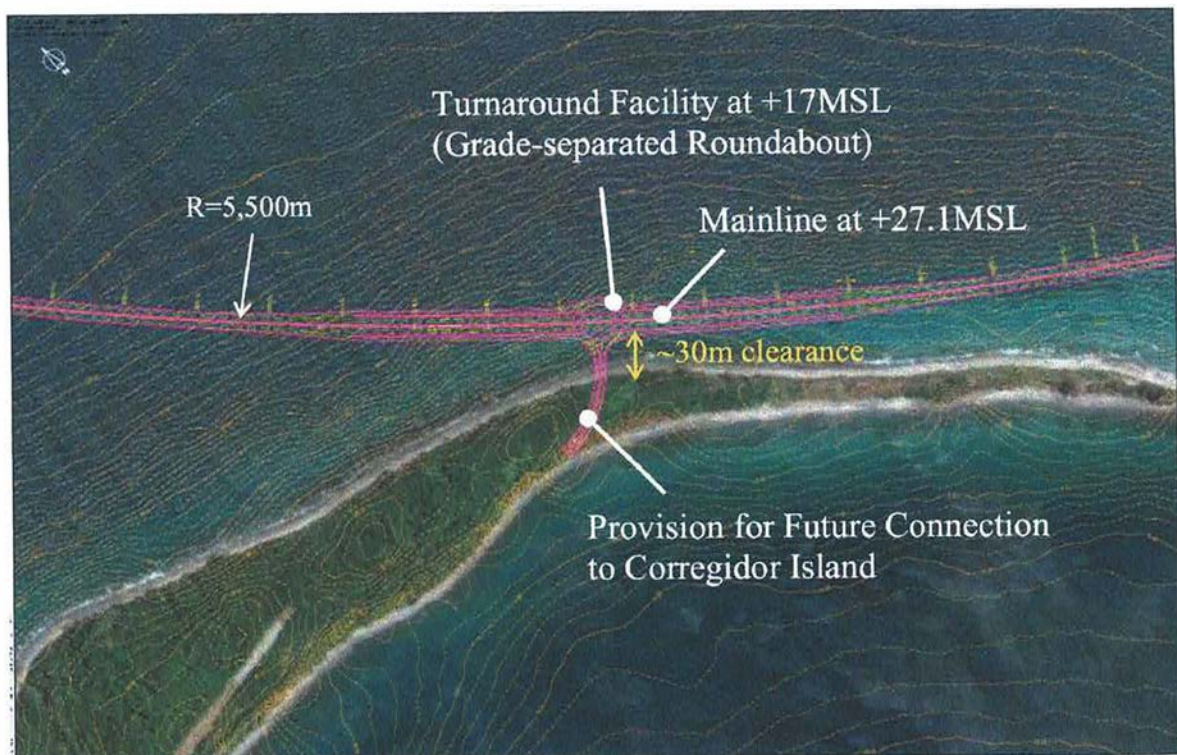 Turnaround Facility at +17MSL
(Grade-separated Roundabout)
R=5,500m
Mainline at +27.1MSL
~30m clearance
Provision for Future Connection
to Corregidor Island